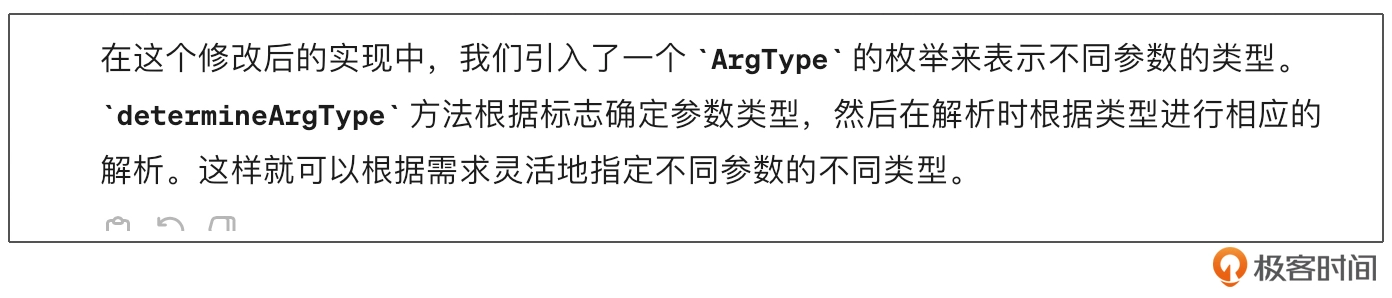 在这个修改后的实现中，我们引入了一个 `ArgType` 的枚举来表示不同参数的类型。
`determineArgType` 方法根据标志确定参数类型，然后在解析时根据类型进行相应的
解析。这样就可以根据需求灵活地指定不同参数的不同类型。
极客时间